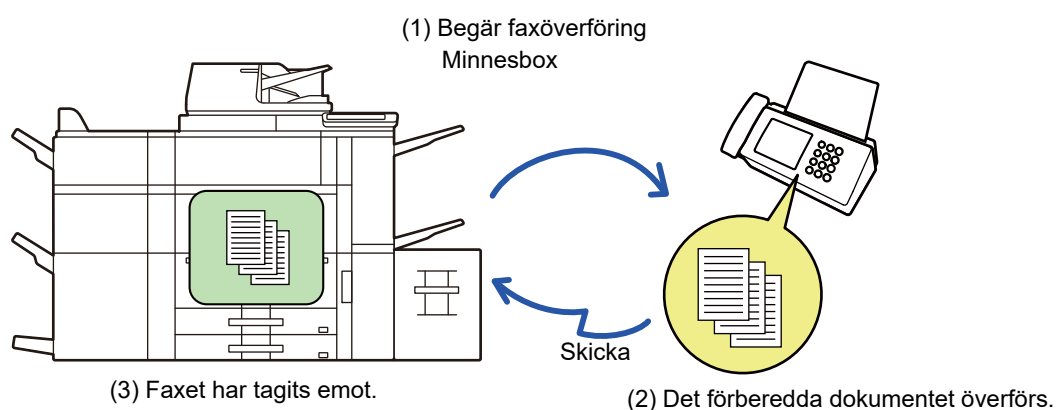 (1) Begär faxöverföring
Minnesbox
Skicka
(3) Faxet har tagits emot.
(2) Det förberedda dokumentet överförs.